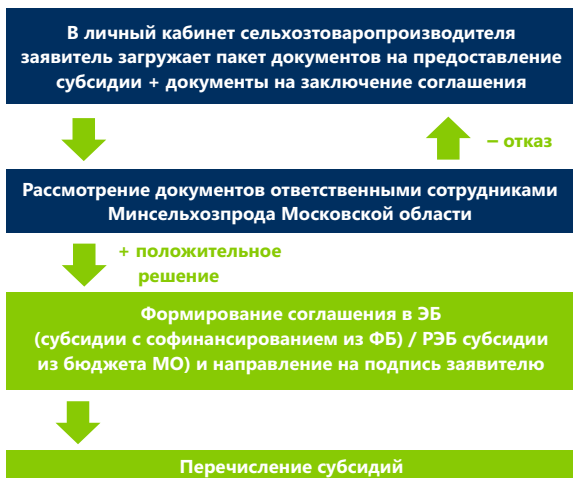 В личный кабинет сельхозтоваропроизводителя
заявитель загружает пакет документов на предоставление
субсидии + документы на заключение соглашения
– отказ
Рассмотрение документов ответственными сотрудниками
Минсельхозпрода Московской области
+ положительное
решение
Формирование соглашения в ЭБ
(субсидии с софинансированием из ФБ) / РЭБ субсидии
из бюджета МО) и направление на подпись заявителю
Перечисление субсидий